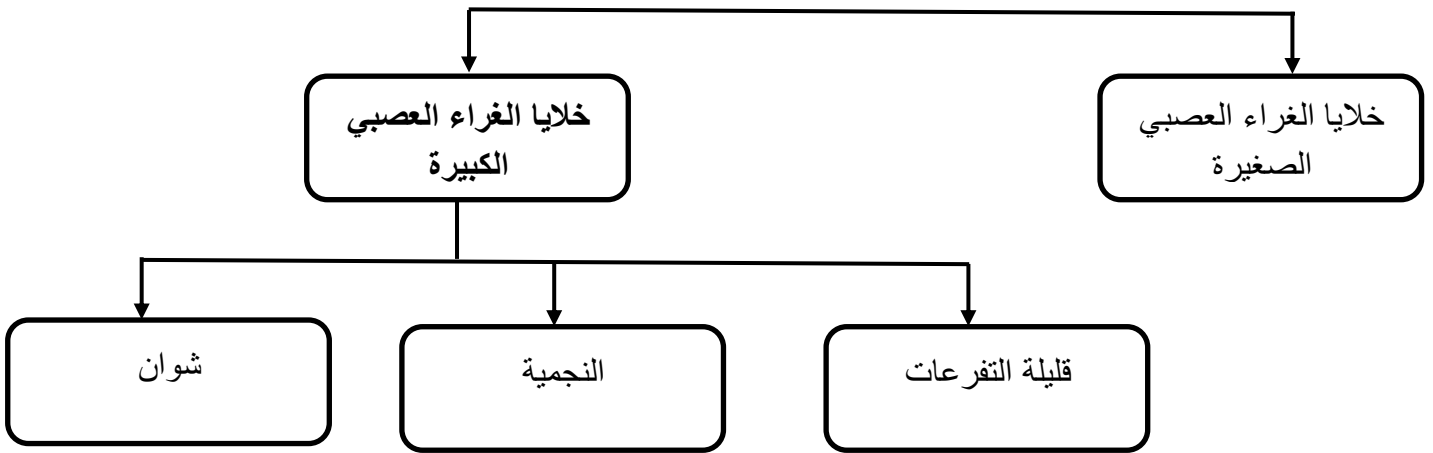 خلايا الغراء العصبي
الصغيرة
خلايا الغراء العصبي
الكبيرة
قليلة التفرعات
النجمية
شوان